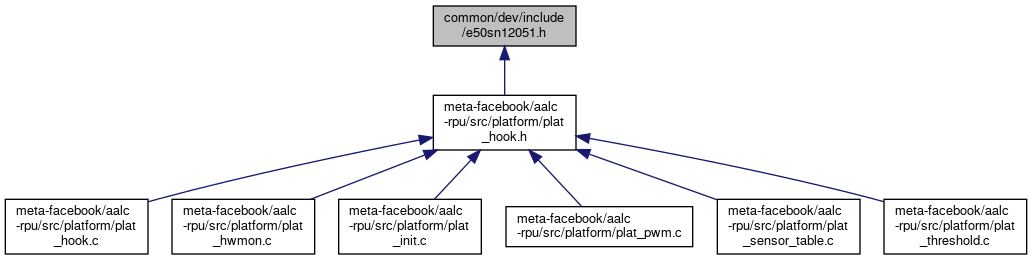 common/dev/include
/e50sn12051.h
meta-facebook/aalc
-rpu/src/platform/plat
_hook.h
meta-facebook/aalc
-rpu/src/platform/plat
_hook.c
meta-facebook/aalc
-rpu/src/platform/plat
_hwmon.c
meta-facebook/aalc
-rpu/src/platform/plat
_init.c
meta-facebook/aalc
-rpu/src/platform/plat_pwm.c
meta-facebook/aalc
-rpu/src/platform/plat
_sensor_table.c
meta-facebook/aalc
-rpu/src/platform/plat
_threshold.c